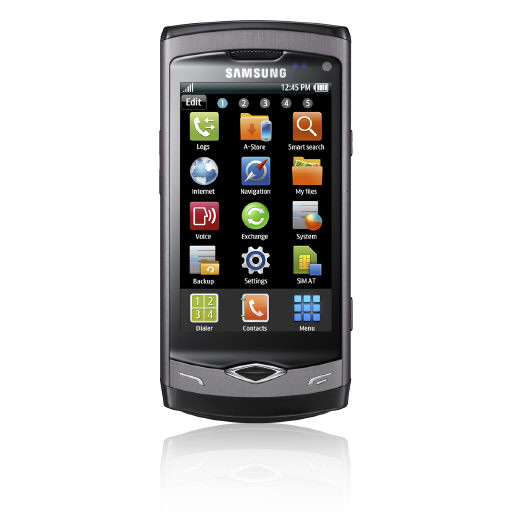 SAMSUNG
12:45 PM
Edit 1 2 3 4 5
Logs A-Store Smart search
Internet Navigation My files
Voice Exchange System
Backup Settings SIM AT
1 2
3 4
Dialer Contacts Menu